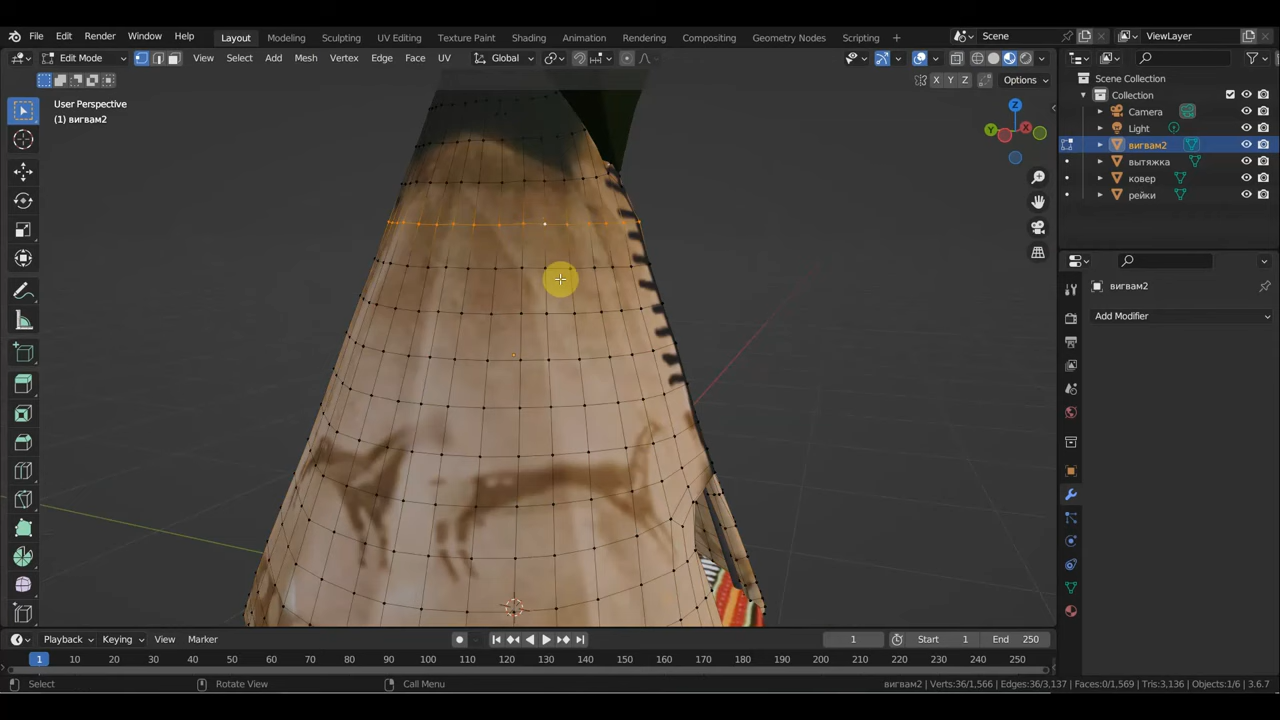 File Edit Render Window Help Layout Modeling Sculpting UV Editing Texture Paint Shading Animation Rendering Compositing Geometry Nodes Scripting + Scene ViewLayer
Edit Mode View Select Add Mesh Vertex Edge Face UV Global
X Y Z Options
User Perspective
(1) вигвам2
Z
Y X
Scene Collection
Collection
Camera
Light
вигвам2
вытяжка
ковер
рейки
вигвам2
Add Modifier
Playback Keying View Marker 1 Start 1 End 250
1 10 20 30 40 50 60 70 80 90 100 110 120 130 140 150 160 170 180 190 200 210 220 230 240 250
Select Rotate View Call Menu вигвам2 | Verts:36/1,566 | Edges:36/3,137 | Faces:0/1,569 | Tris:3,136 | Objects:1/6 | 3.6.7